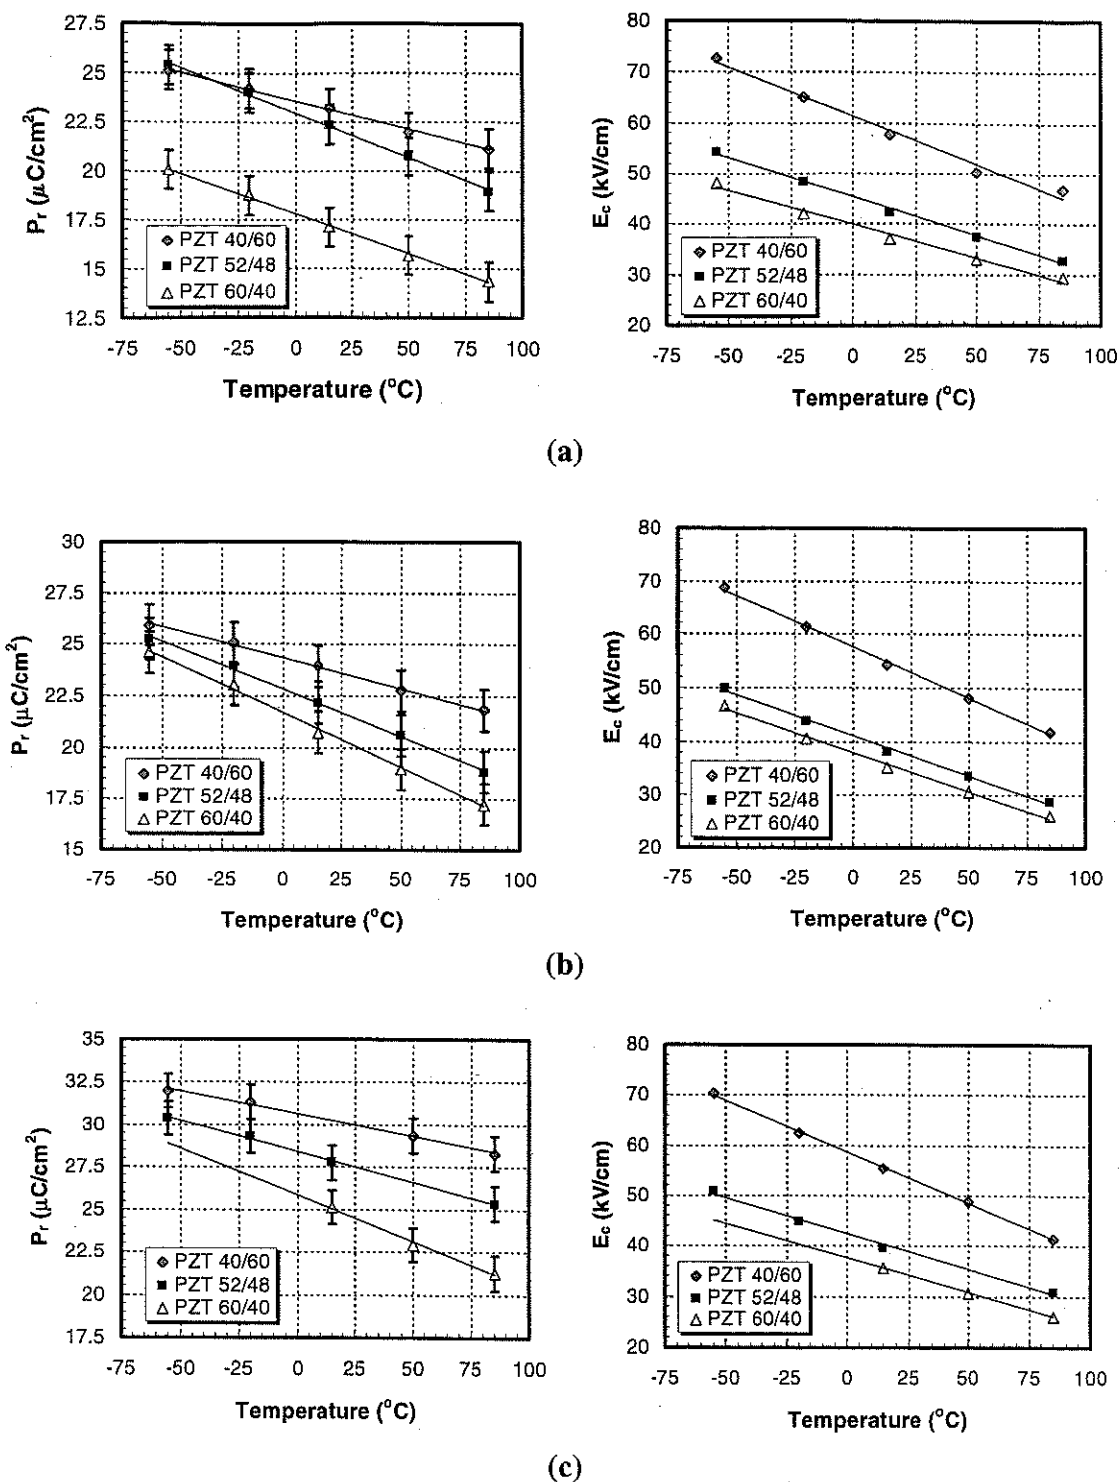 27.5
25
22.5
20
17.5
15
12.5
P_r (μC/cm²)
PZT 40/60
PZT 52/48
PZT 60/40
-75 -50 -25 0 25 50 75 100
Temperature (°C)
80
70
60
50
40
30
20
E_c (kV/cm)
PZT 40/60
PZT 52/48
PZT 60/40
-75 -50 -25 0 25 50 75 100
Temperature (°C)
(a)
30
27.5
25
22.5
20
17.5
15
P_r (μC/cm²)
PZT 40/60
PZT 52/48
PZT 60/40
-75 -50 -25 0 25 50 75 100
Temperature (°C)
80
70
60
50
40
30
20
E_c (kV/cm)
PZT 40/60
PZT 52/48
PZT 60/40
-75 -50 -25 0 25 50 75 100
Temperature (°C)
(b)
35
32.5
30
27.5
25
22.5
20
17.5
P_r (μC/cm²)
PZT 40/60
PZT 52/48
PZT 60/40
-75 -50 -25 0 25 50 75 100
Temperature (°C)
80
70
60
50
40
30
20
E_c (kV/cm)
PZT 40/60
PZT 52/48
PZT 60/40
-75 -50 -25 0 25 50 75 100
Temperature (°C)
(c)